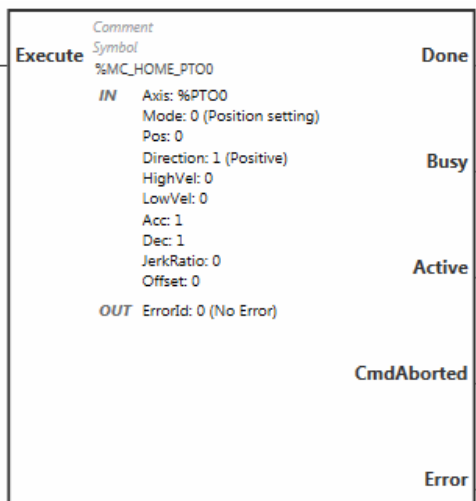 Comment
Execute Symbol Done
%MC_HOME_PTO0
IN Axis: %PTO0
Mode: 0 (Position setting)
Pos: 0
Direction: 1 (Positive)
Busy
HighVel: 0
LowVel: 0
Acc: 1
Dec: 1
JerkRatio: 0
Active
Offset: 0
OUT ErrorId: 0 (No Error)
CmdAborted
Error